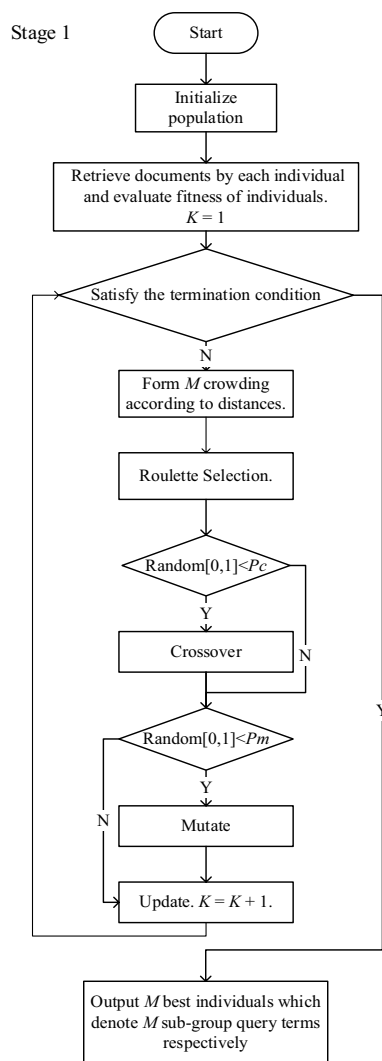 Stage 1
Start
Initialize
population
Retrieve documents by each individual
and evaluate fitness of individuals.
K = 1
Satisfy the termination condition
N
Form M crowding
according to distances.
Roulette Selection.
Random[0,1]<Pc
Y
N
Crossover
Y
Random[0,1]<Pm
Y
N
Mutate
Update. K = K + 1.
Output M best individuals which
denote M sub-group query terms
respectively